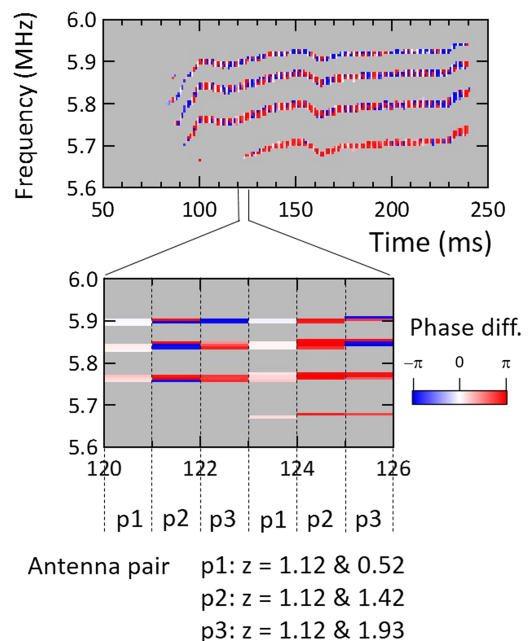 Frequency (MHz)
6.0
5.9
5.8
5.7
5.6
50 100 150 200 250
Time (ms)
6.0
5.9
5.8
5.7
5.6
120 122 124 126
Phase diff.
−π 0 π
p1 p2 p3 p1 p2 p3
Antenna pair p1: z = 1.12 & 0.52
p2: z = 1.12 & 1.42
p3: z = 1.12 & 1.93